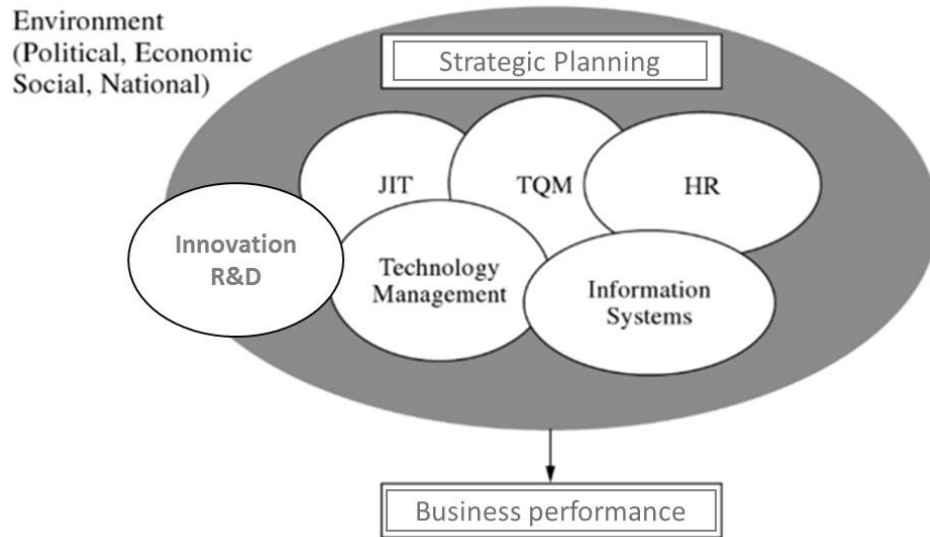 Environment
(Political, Economic
Social, National)
Strategic Planning
JIT
TQM
HR
Innovation
R&D
Technology
Management
Information
Systems
Business performance